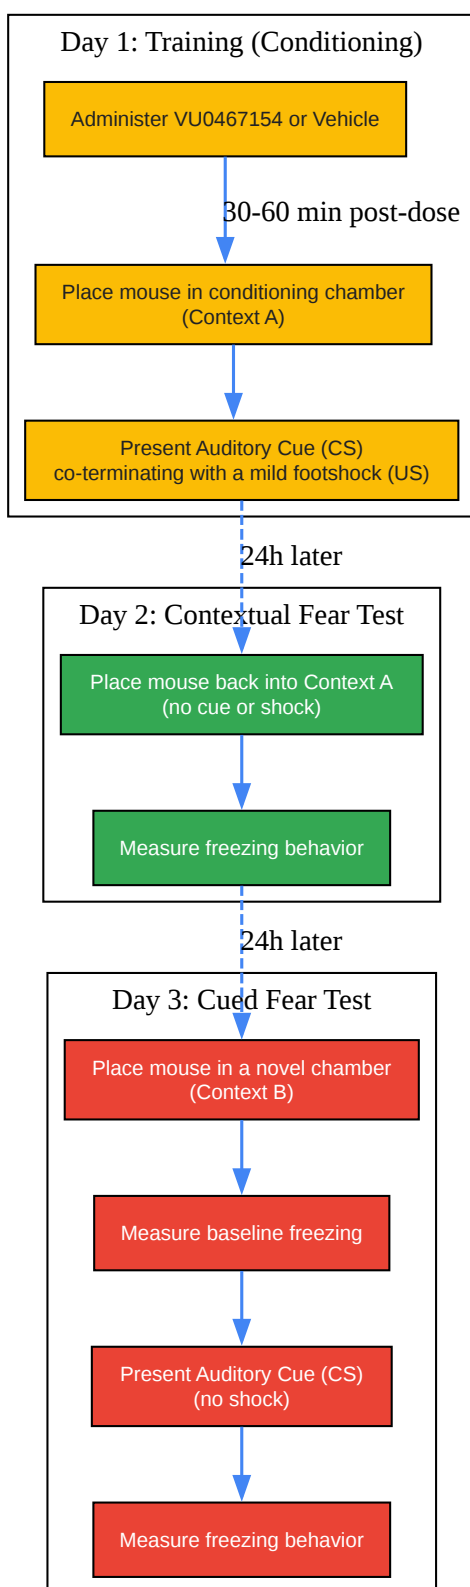 Day 1: Training (Conditioning)
Administer VU0467154 or Vehicle
30-60 min post-dose
Place mouse in conditioning chamber
(Context A)
Present Auditory Cue (CS)
co-terminating with a mild footshock (US)
24h later
Day 2: Contextual Fear Test
Place mouse back into Context A
(no cue or shock)
Measure freezing behavior
24h later
Day 3: Cued Fear Test
Place mouse in a novel chamber
(Context B)
Measure baseline freezing
Present Auditory Cue (CS)
(no shock)
Measure freezing behavior